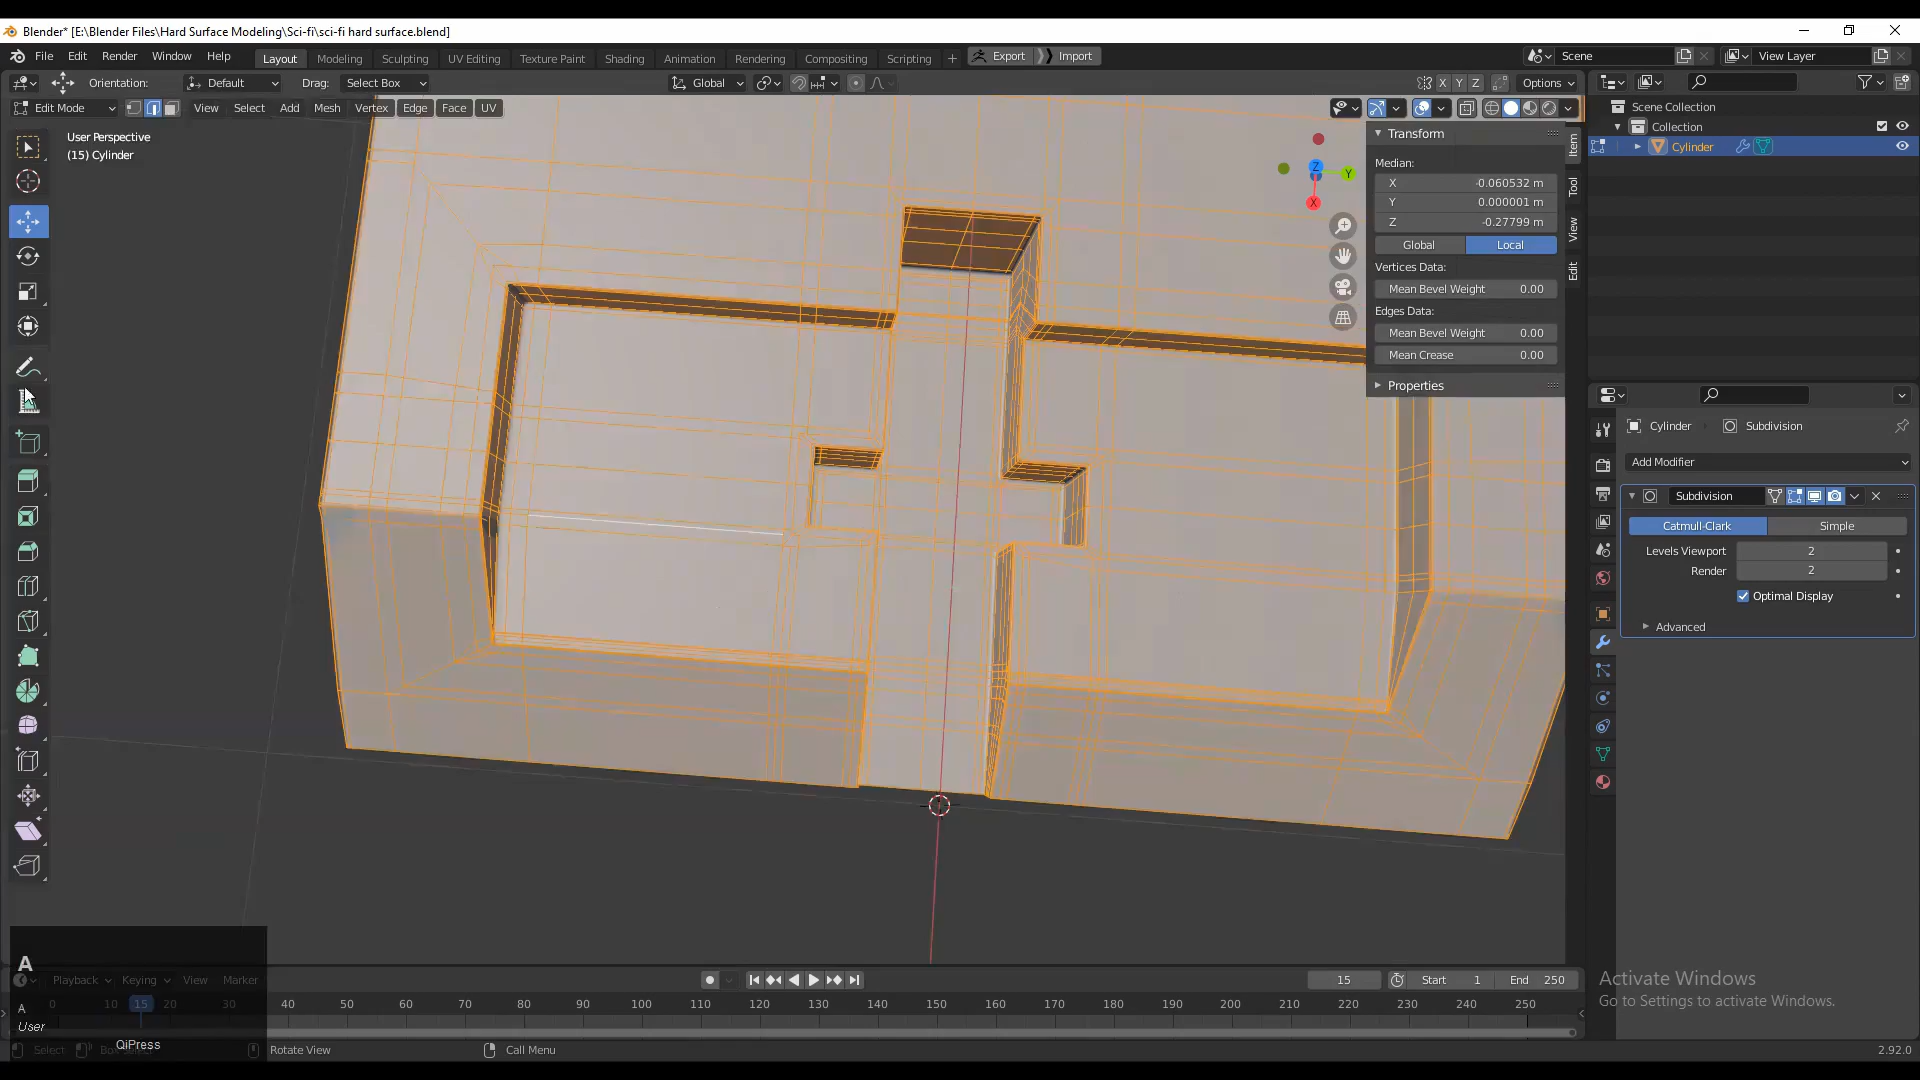 Blender* [E:\Blender Files\Hard Surface Modeling\Sci-fi\sci-fi hard surface.blend]
File Edit Render Window Help Layout Modeling Sculpting UV Editing Texture Paint Shading Animation Rendering Compositing Scripting + Export Import Scene View Layer
Orientation: Default Drag: Select Box Global X Y Z Options
Edit Mode View Select Add Mesh Vertex Edge Face UV
User Perspective
(15) Cylinder
Z
Y
X
Transform
Median:
X -0.060532 m
Y 0.000001 m
Z -0.27799 m
Global Local
Vertices Data:
Mean Bevel Weight 0.00
Edges Data:
Mean Bevel Weight 0.00
Mean Crease 0.00
Properties
Item
Tool
View
Edit
Scene Collection
Collection
Cylinder
Cylinder Subdivision
Add Modifier
Subdivision
Catmull-Clark Simple
Levels Viewport 2
Render 2
Optimal Display
Advanced
A
Playback Keying View Marker 15 Start 1 End 250
0 10 15 20 30 40 50 60 70 80 90 100 110 120 130 140 150 160 170 180 190 200 210 220 230 240 250
A
User
QiPress
Select Box Select Rotate View Call Menu
Activate Windows
Go to Settings to activate Windows.
2.92.0